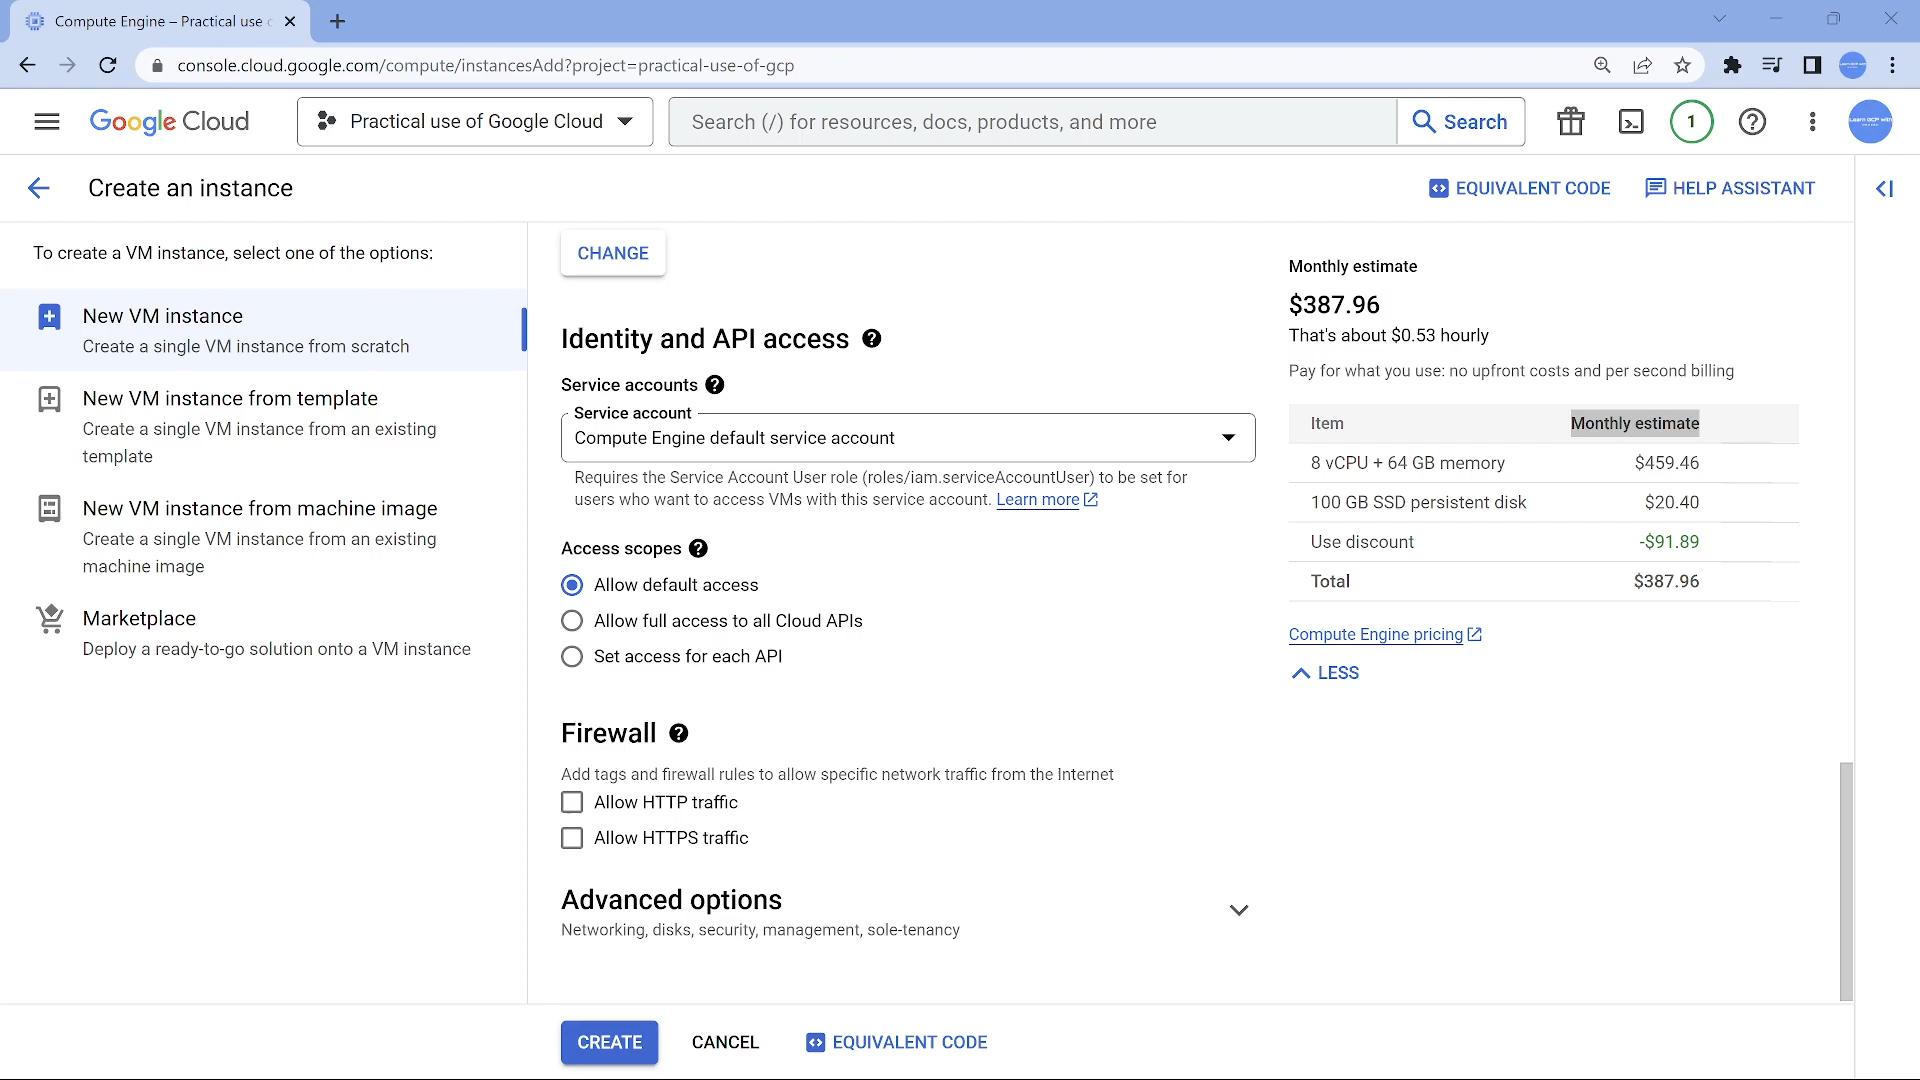 Compute Engine – Practical use o
console.cloud.google.com/compute/instancesAdd?project=practical-use-of-gcp
Google Cloud
Practical use of Google Cloud
Search (/) for resources, docs, products, and more
Search
1
Create an instance
EQUIVALENT CODE
HELP ASSISTANT
To create a VM instance, select one of the options:
New VM instance
Create a single VM instance from scratch
New VM instance from template
Create a single VM instance from an existing
template
New VM instance from machine image
Create a single VM instance from an existing
machine image
Marketplace
Deploy a ready-to-go solution onto a VM instance
CHANGE
Identity and API access
Service accounts
Service account
Compute Engine default service account
Requires the Service Account User role (roles/iam.serviceAccountUser) to be set for
users who want to access VMs with this service account. Learn more
Access scopes
Allow default access
Allow full access to all Cloud APIs
Set access for each API
Firewall
Add tags and firewall rules to allow specific network traffic from the Internet
Allow HTTP traffic
Allow HTTPS traffic
Advanced options
Networking, disks, security, management, sole-tenancy
Monthly estimate
$387.96
That's about $0.53 hourly
Pay for what you use: no upfront costs and per second billing
Item Monthly estimate
8 vCPU + 64 GB memory $459.46
100 GB SSD persistent disk $20.40
Use discount -$91.89
Total $387.96
Compute Engine pricing
LESS
CREATE
CANCEL
EQUIVALENT CODE